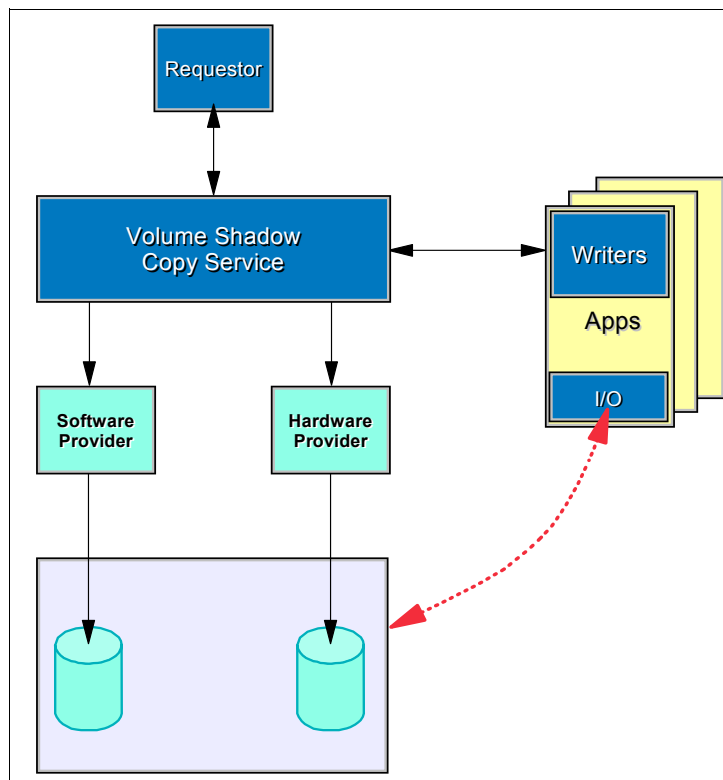 Requestor
Volume Shadow
Copy Service
Writers
Apps
I/O
Software
Provider
Hardware
Provider